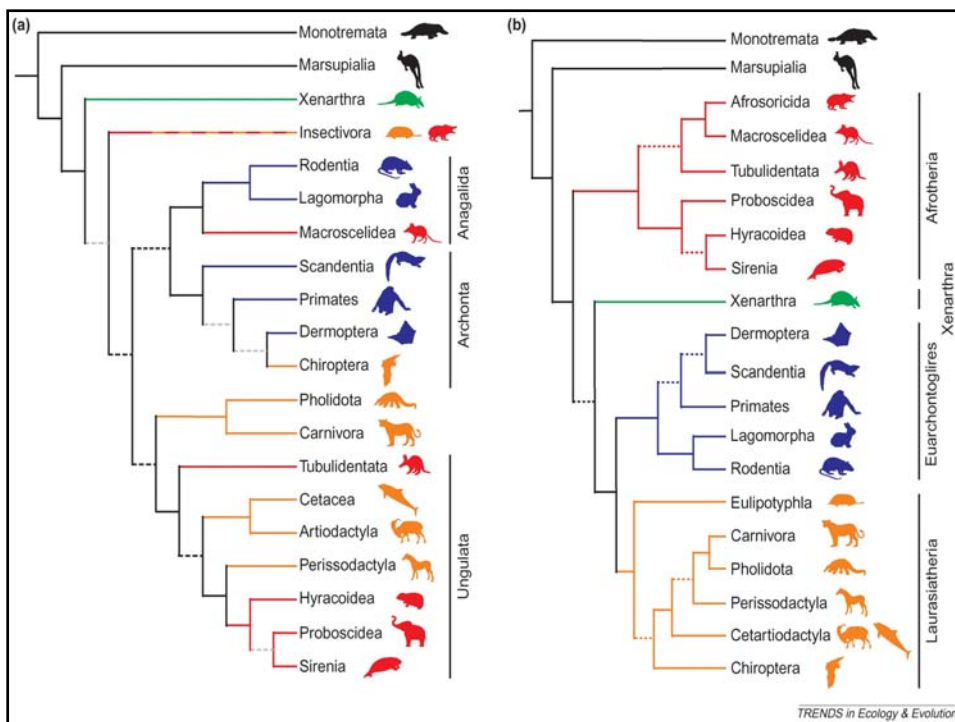 (a)
Monotremata
Marsupialia
Xenarthra
Insectivora
Rodentia
Lagomorpha
Macroscelidea
Scandentia
Primates
Dermoptera
Chiroptera
Pholidota
Carnivora
Tubulidentata
Cetacea
Artiodactyla
Perissodactyla
Hyracoidea
Proboscidea
Sirenia
Anagalida
Archonta
Ungulata
(b)
Monotremata
Marsupialia
Afrosoricida
Macroscelidea
Tubulidentata
Proboscidea
Hyracoidea
Sirenia
Xenarthra
Dermoptera
Scandentia
Primates
Lagomorpha
Rodentia
Eulipotyphla
Carnivora
Pholidota
Perissodactyla
Cetartiodactyla
Chiroptera
Afrotheria
Xenarthra
Euarchontoglires
Laurasiatheria
TRENDS in Ecology & Evolution